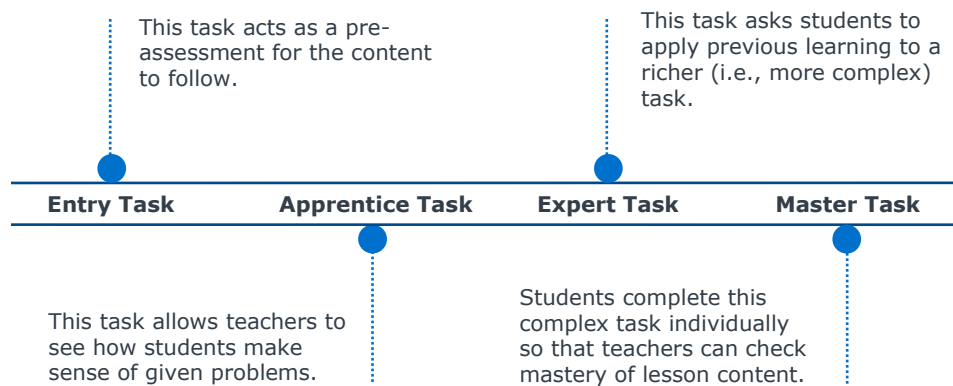 This task acts as a pre-
assessment for the content
to follow.
This task asks students to
apply previous learning to a
richer (i.e., more complex)
task.
Entry Task
Apprentice Task
Expert Task
Master Task
This task allows teachers to
see how students make
sense of given problems.
Students complete this
complex task individually
so that teachers can check
mastery of lesson content.